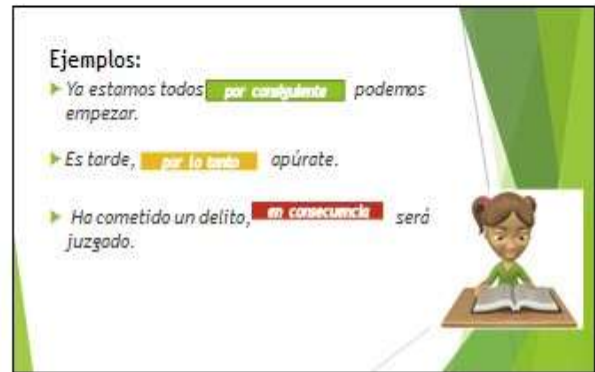 Ejemplos:
Ya estamos todos por consiguiente podemos
empezar.
Es tarde, por lo tanto apúrate.
Ha cometido un delito, en consecuencia será
juzgado.